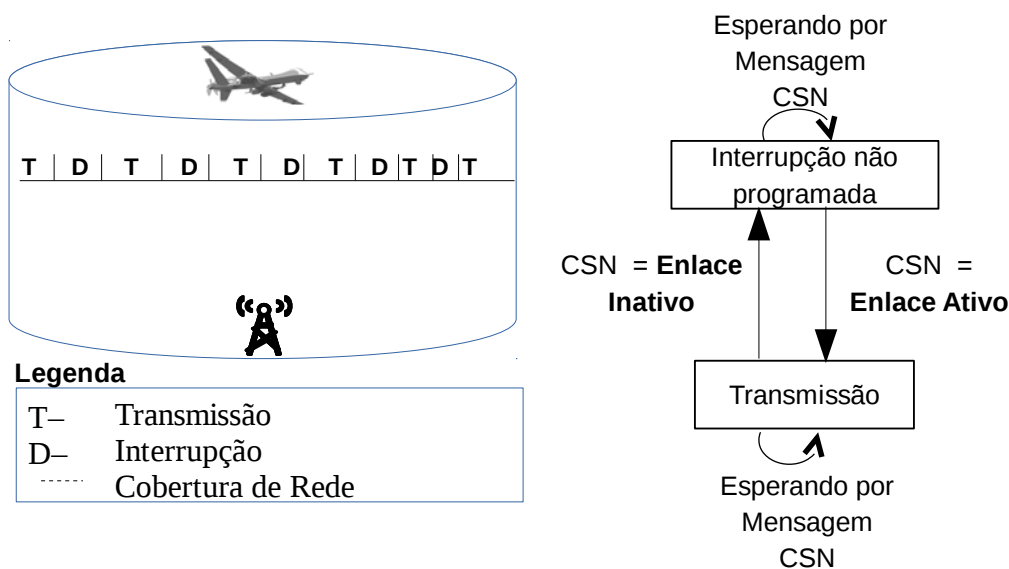 T D T D T D T D T D T
Legenda
T– Transmissão
D– Interrupção
Cobertura de Rede
Esperando por
Mensagem
CSN
Interrupção não
programada
CSN = Enlace
Inativo
CSN =
Enlace Ativo
Transmissão
Esperando por
Mensagem
CSN